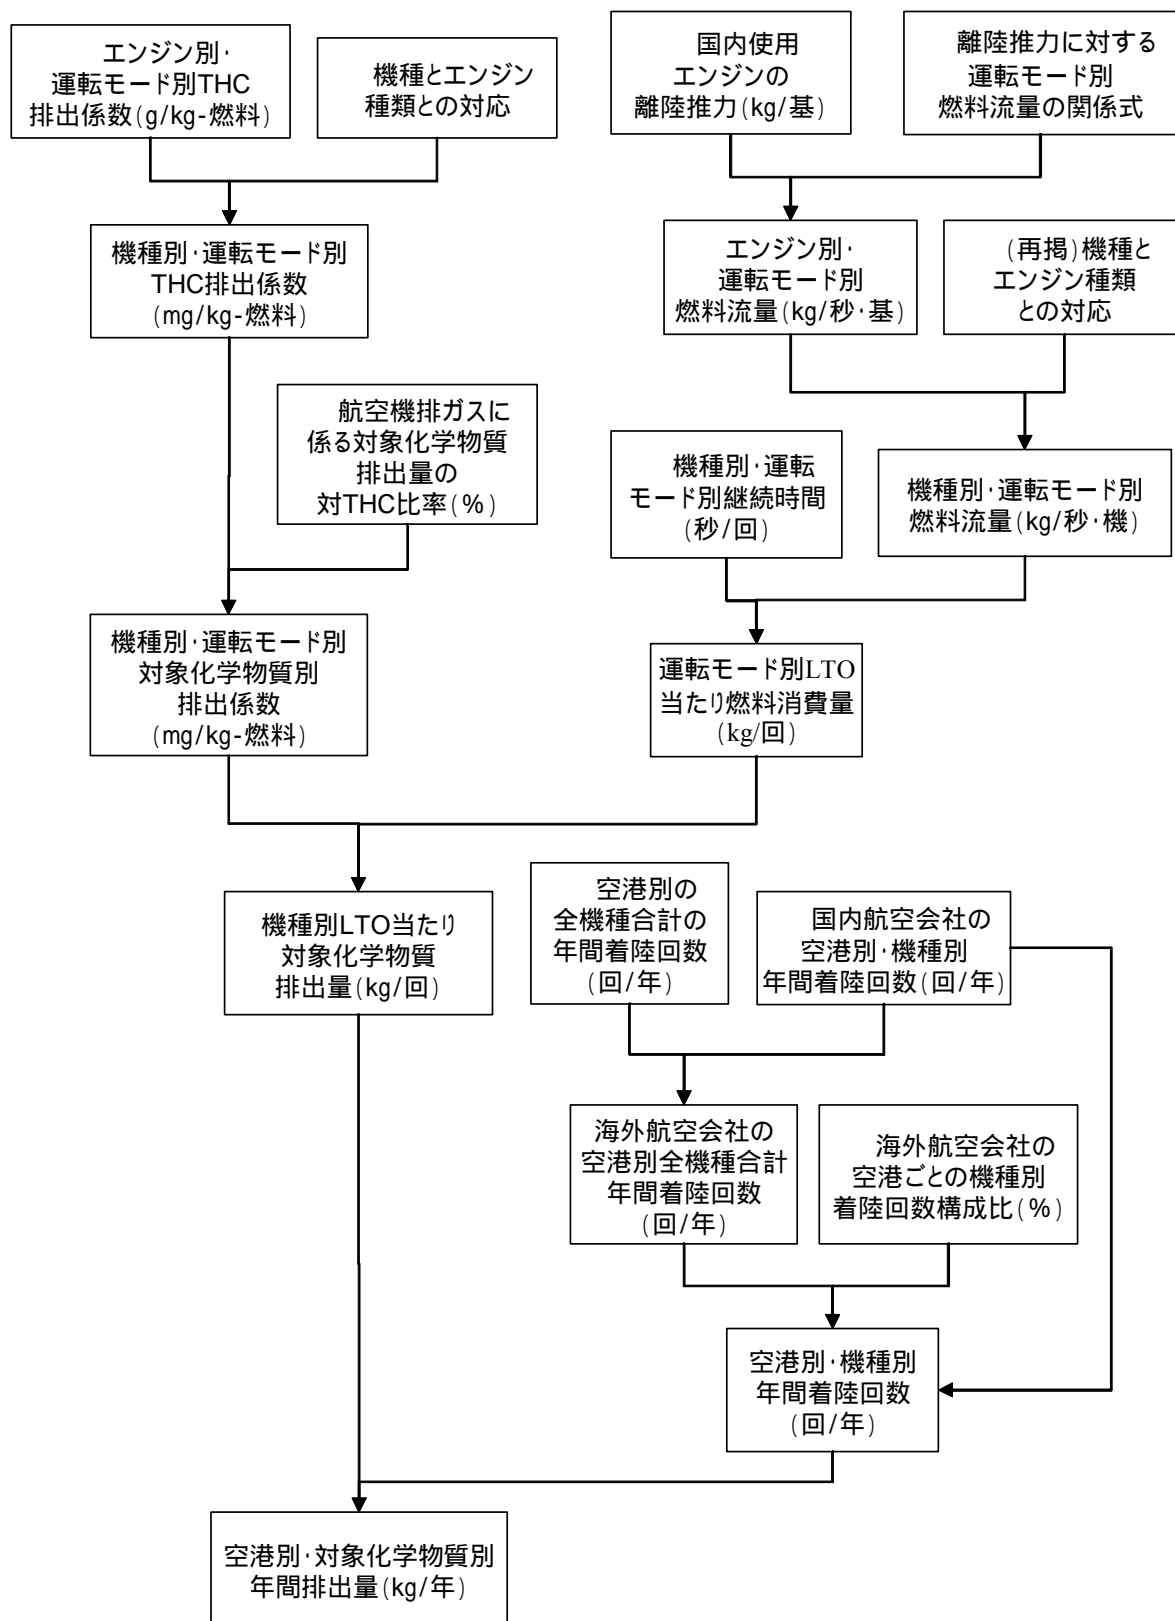 エンジン別・
運転モード別THC
排出係数(g/kg-燃料)
機種とエンジン
種類との対応
国内使用
エンジンの
離陸推力(kg/基)
離陸推力に対する
運転モード別
燃料流量の関係式
機種別・運転モード別
THC排出係数
(mg/kg-燃料)
エンジン別・
運転モード別
燃料流量(kg/秒・基)
(再掲)機種と
エンジン種類
との対応
航空機排ガスに
係る対象化学物質
排出量の
対THC比率(%)
機種別・運転
モード別継続時間
(秒/回)
機種別・運転モード別
燃料流量(kg/秒・機)
機種別・運転モード別
対象化学物質別
排出係数
(mg/kg-燃料)
運転モード別LTO
当たり燃料消費量
(kg/回)
機種別LTO当たり
対象化学物質
排出量(kg/回)
空港別の
全機種合計の
年間着陸回数
(回/年)
国内航空会社の
空港別・機種別
年間着陸回数(回/年)
海外航空会社の
空港別全機種合計
年間着陸回数
(回/年)
海外航空会社の
空港ごとの機種別
着陸回数構成比(%)
空港別・機種別
年間着陸回数
(回/年)
空港別・対象化学物質別
年間排出量(kg/年)